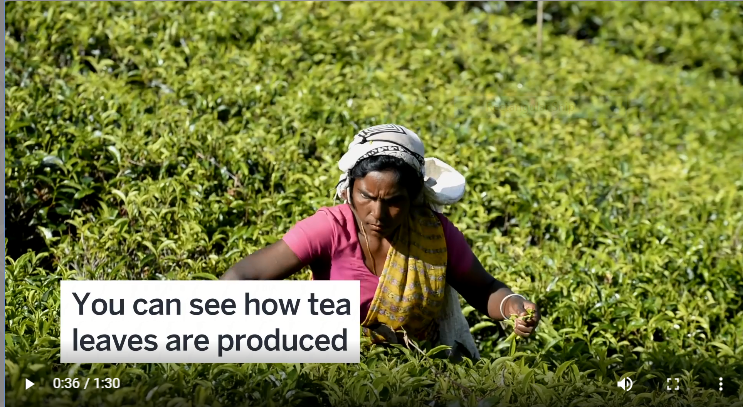 You can see how tea
leaves are produced
0:36 / 1:30